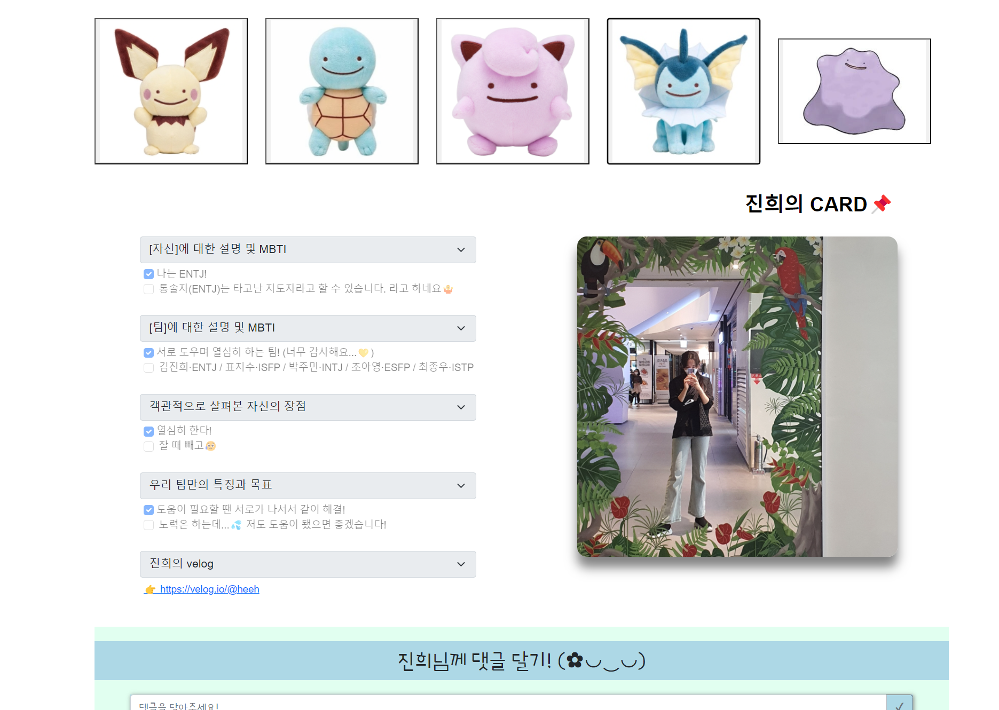 진희의 CARD📌
[자신]에 대한 설명 및 MBTI
나는 ENTJ!
통솔자(ENTJ)는 타고난 지도자라고 할 수 있습니다. 라고 하네요🤷
[팀]에 대한 설명 및 MBTI
서로 도우며 열심히 하는 팀! (너무 감사해요...💛 )
김진희·ENTJ / 표지수·ISFP / 박주민·INTJ / 조아영·ESFP / 최종우·ISTP
객관적으로 살펴본 자신의 장점
열심히 한다!
잘 때 빼고😥
우리 팀만의 특징과 목표
도움이 필요할 땐 서로가 나서서 같이 해결!
노력은 하는데...💦 저도 도움이 됐으면 좋겠습니다!
진희의 velog
👉 https://velog.io/@heeh
진희님께 댓글 달기! (✿◡‿◡)
댓글을 달아주세요!
✓